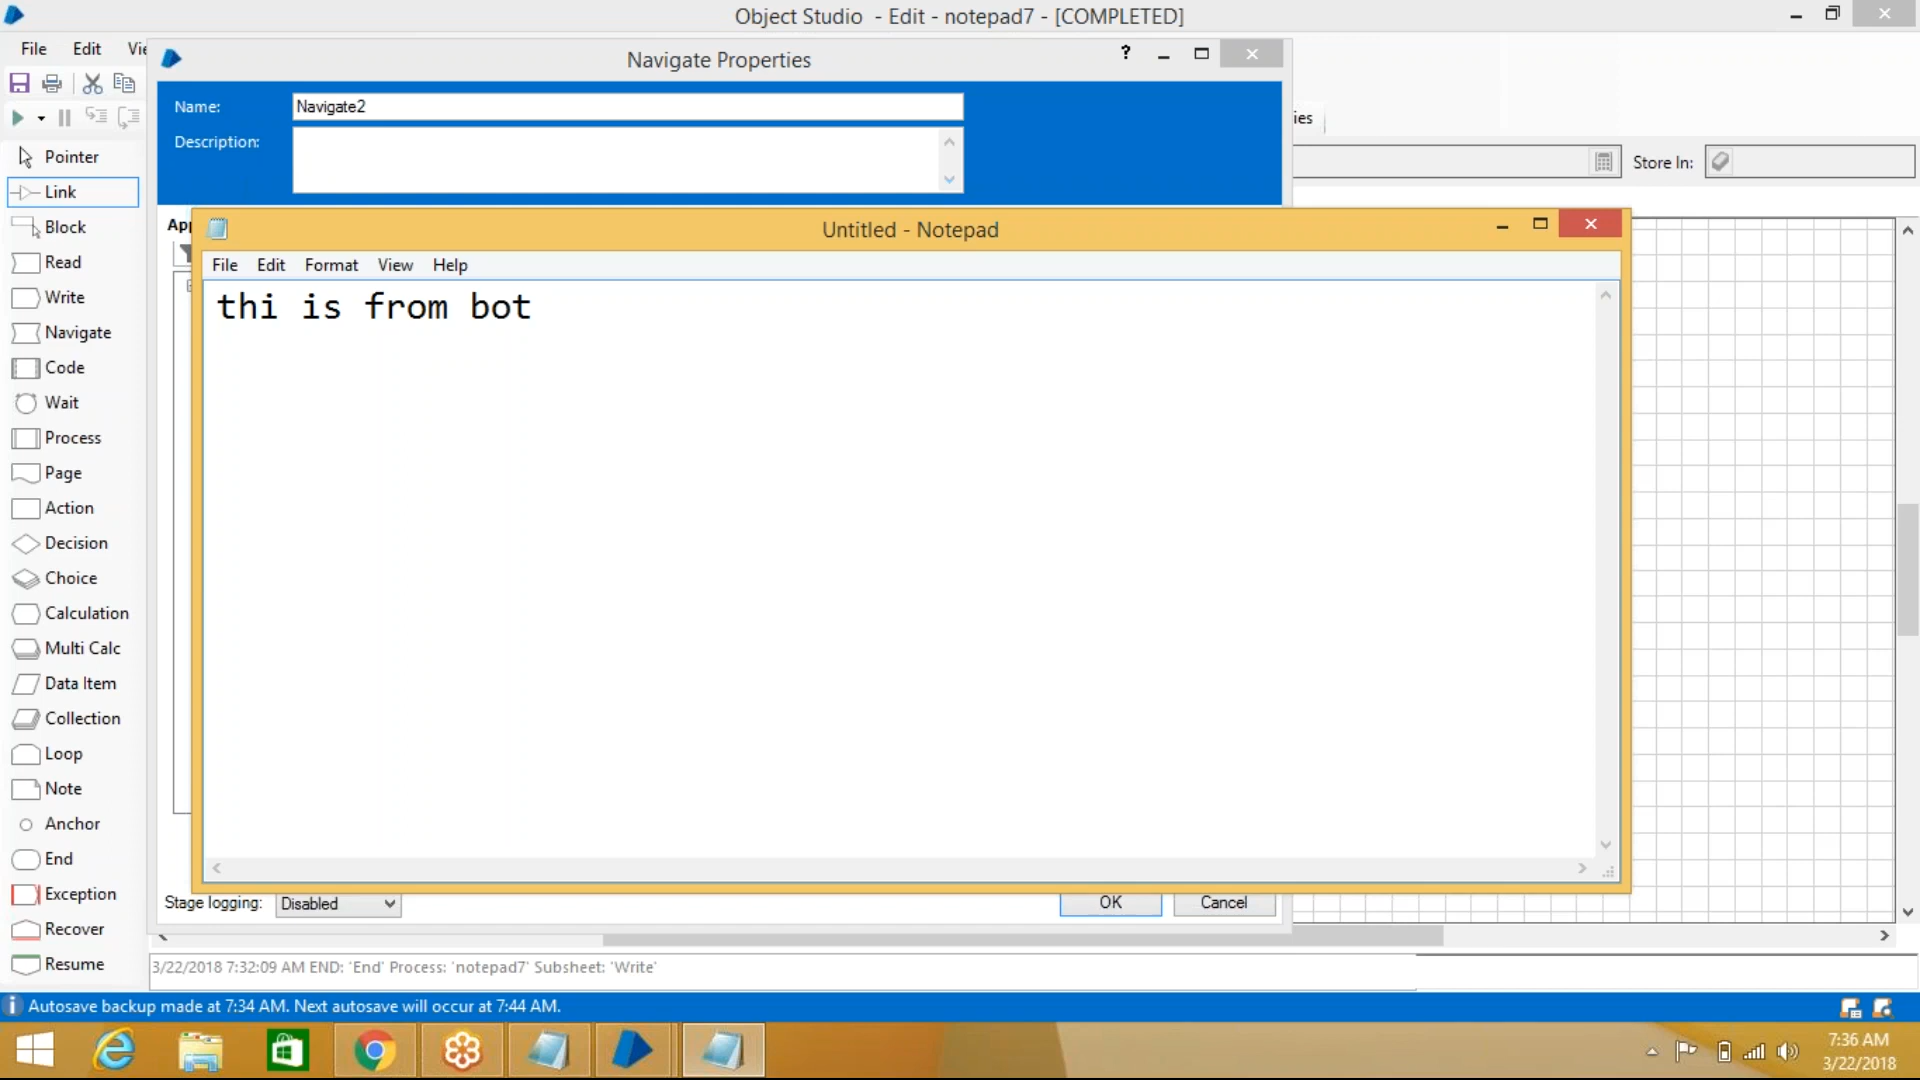 Object Studio  - Edit - notepad7 - [COMPLETED]
File Edit Vi
Navigate Properties
?
Name: Navigate2
Description:
ies
Store In:
App
Pointer
Link
Block
Read
Write
Navigate
Code
Wait
Process
Page
Action
Decision
Choice
Calculation
Multi Calc
Data Item
Collection
Loop
Note
Anchor
End
Exception
Recover
Resume
Untitled - Notepad
File Edit Format View Help
thi is from bot
Stage logging: Disabled
OK Cancel
3/22/2018 7:32:09 AM END: 'End' Process: 'notepad7' Subsheet: 'Write'
Autosave backup made at 7:34 AM. Next autosave will occur at 7:44 AM.
7:36 AM
3/22/2018